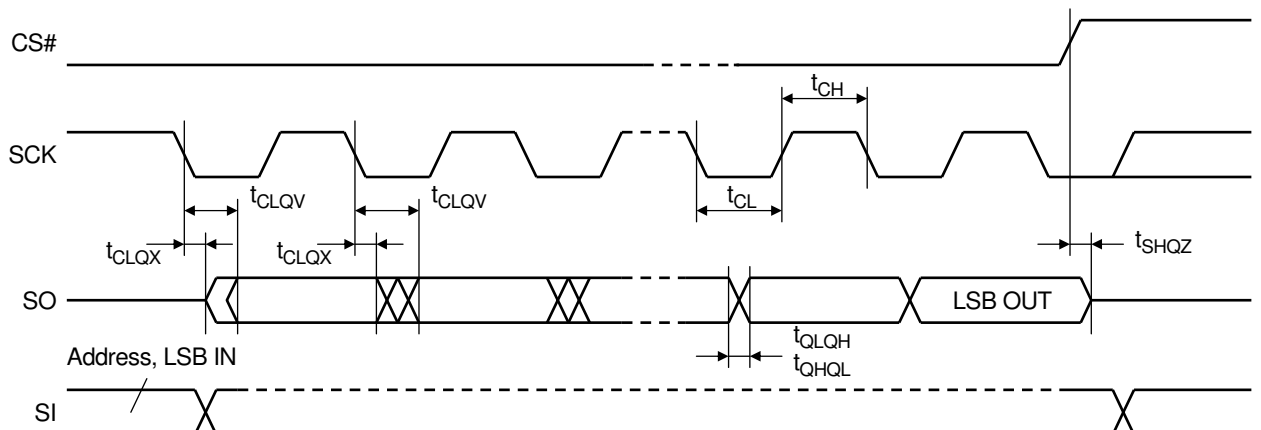 CS#
tCH
SCK
tCLQV
tCLQV
tCL
tCLQX
tCLQX
tSHQZ
SO
LSB OUT
tQLQH
tQHQL
Address, LSB IN
SI